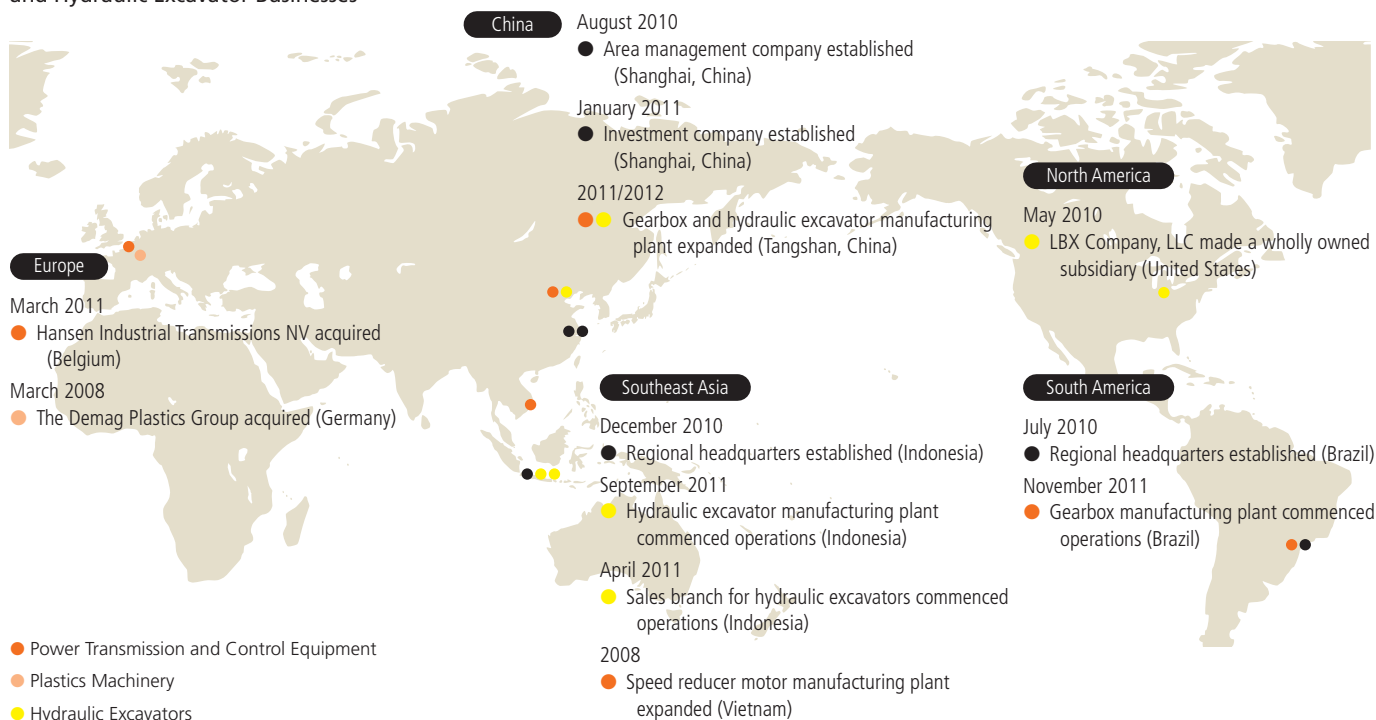 and Hydraulic Excavator Businesses
China
August 2010
Area management company established
(Shanghai, China)
January 2011
Investment company established
(Shanghai, China)
2011/2012
Gearbox and hydraulic excavator manufacturing
plant expanded (Tangshan, China)
North America
May 2010
LBX Company, LLC made a wholly owned
subsidiary (United States)
Europe
March 2011
Hansen Industrial Transmissions NV acquired
(Belgium)
March 2008
The Demag Plastics Group acquired (Germany)
Southeast Asia
December 2010
Regional headquarters established (Indonesia)
September 2011
Hydraulic excavator manufacturing plant
commenced operations (Indonesia)
April 2011
Sales branch for hydraulic excavators commenced
operations (Indonesia)
2008
Speed reducer motor manufacturing plant
expanded (Vietnam)
South America
July 2010
Regional headquarters established (Brazil)
November 2011
Gearbox manufacturing plant commenced
operations (Brazil)
Power Transmission and Control Equipment
Plastics Machinery
Hydraulic Excavators